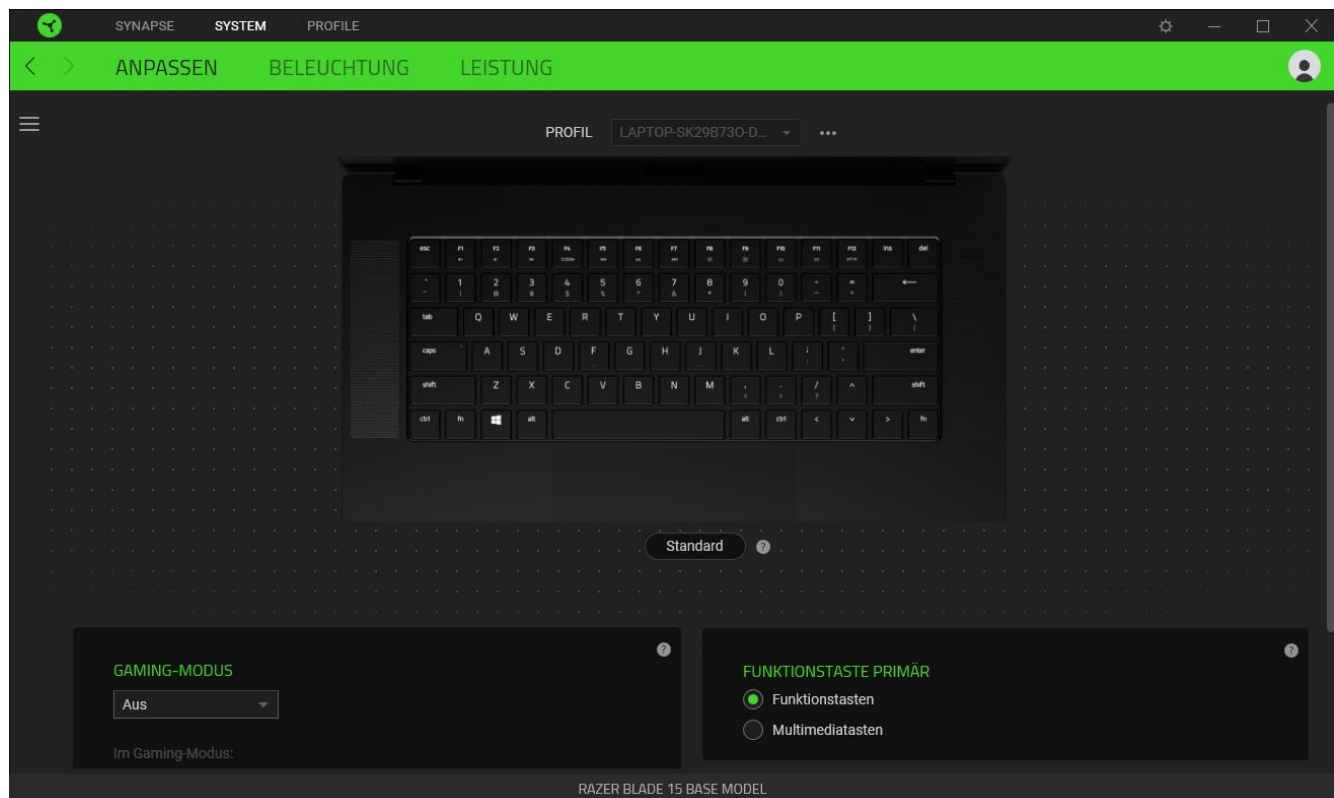 SYNAPSE SYSTEM PROFILE
ANPASSEN BELEUCHTUNG LEISTUNG
PROFIL LAPTOP-SK29B73O-D...
esc F1 F2 F3 F4 F5 F6 F7 F8 F9 F10 F11 F12 ins del
1 2 3 4 5 6 7 8 9 0 - =
! @ # $ % ^ & * ( )
tab Q W E R T Y U I O P [ ] \
{ } |
caps A S D F G H J K L ; ' enter
shift Z X C V B N M , . / ^ shift
?
ctrl fn alt alt ctrl < v > fn
Standard ?
GAMING-MODUS ?
Aus
Im Gaming-Modus:
FUNKTIONSTASTE PRIMÄR ?
Funktionstasten
Multimediatasten
RAZER BLADE 15 BASE MODEL